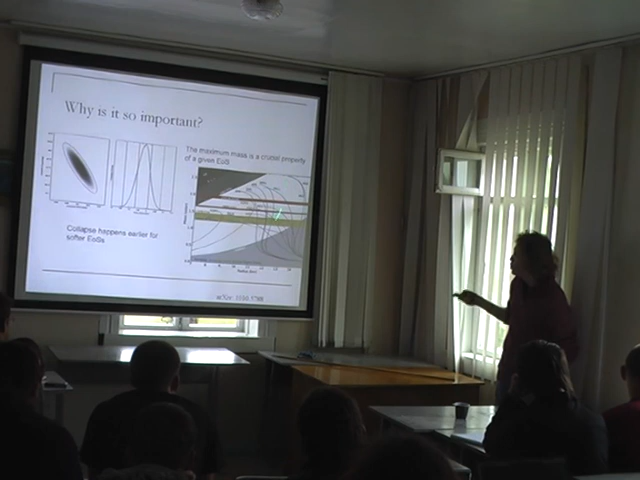 Why is it so important?
The maximum mass is a crucial property
of a given EoS
Collapse happens earlier for
softer EoSs